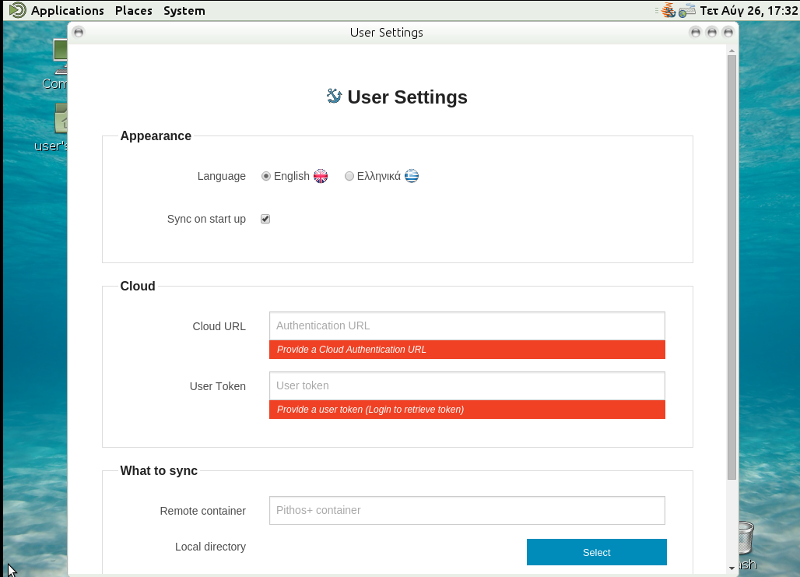 Applications Places System Τετ Αύγ 26, 17:32
User Settings
Com
user's
User Settings
Appearance
Language English Ελληνικά
Sync on start up
Cloud
Cloud URL Authentication URL
Provide a Cloud Authentication URL
User Token User token
Provide a user token (Login to retrieve token)
What to sync
Remote container Pithos+ container
Local directory Select
ash